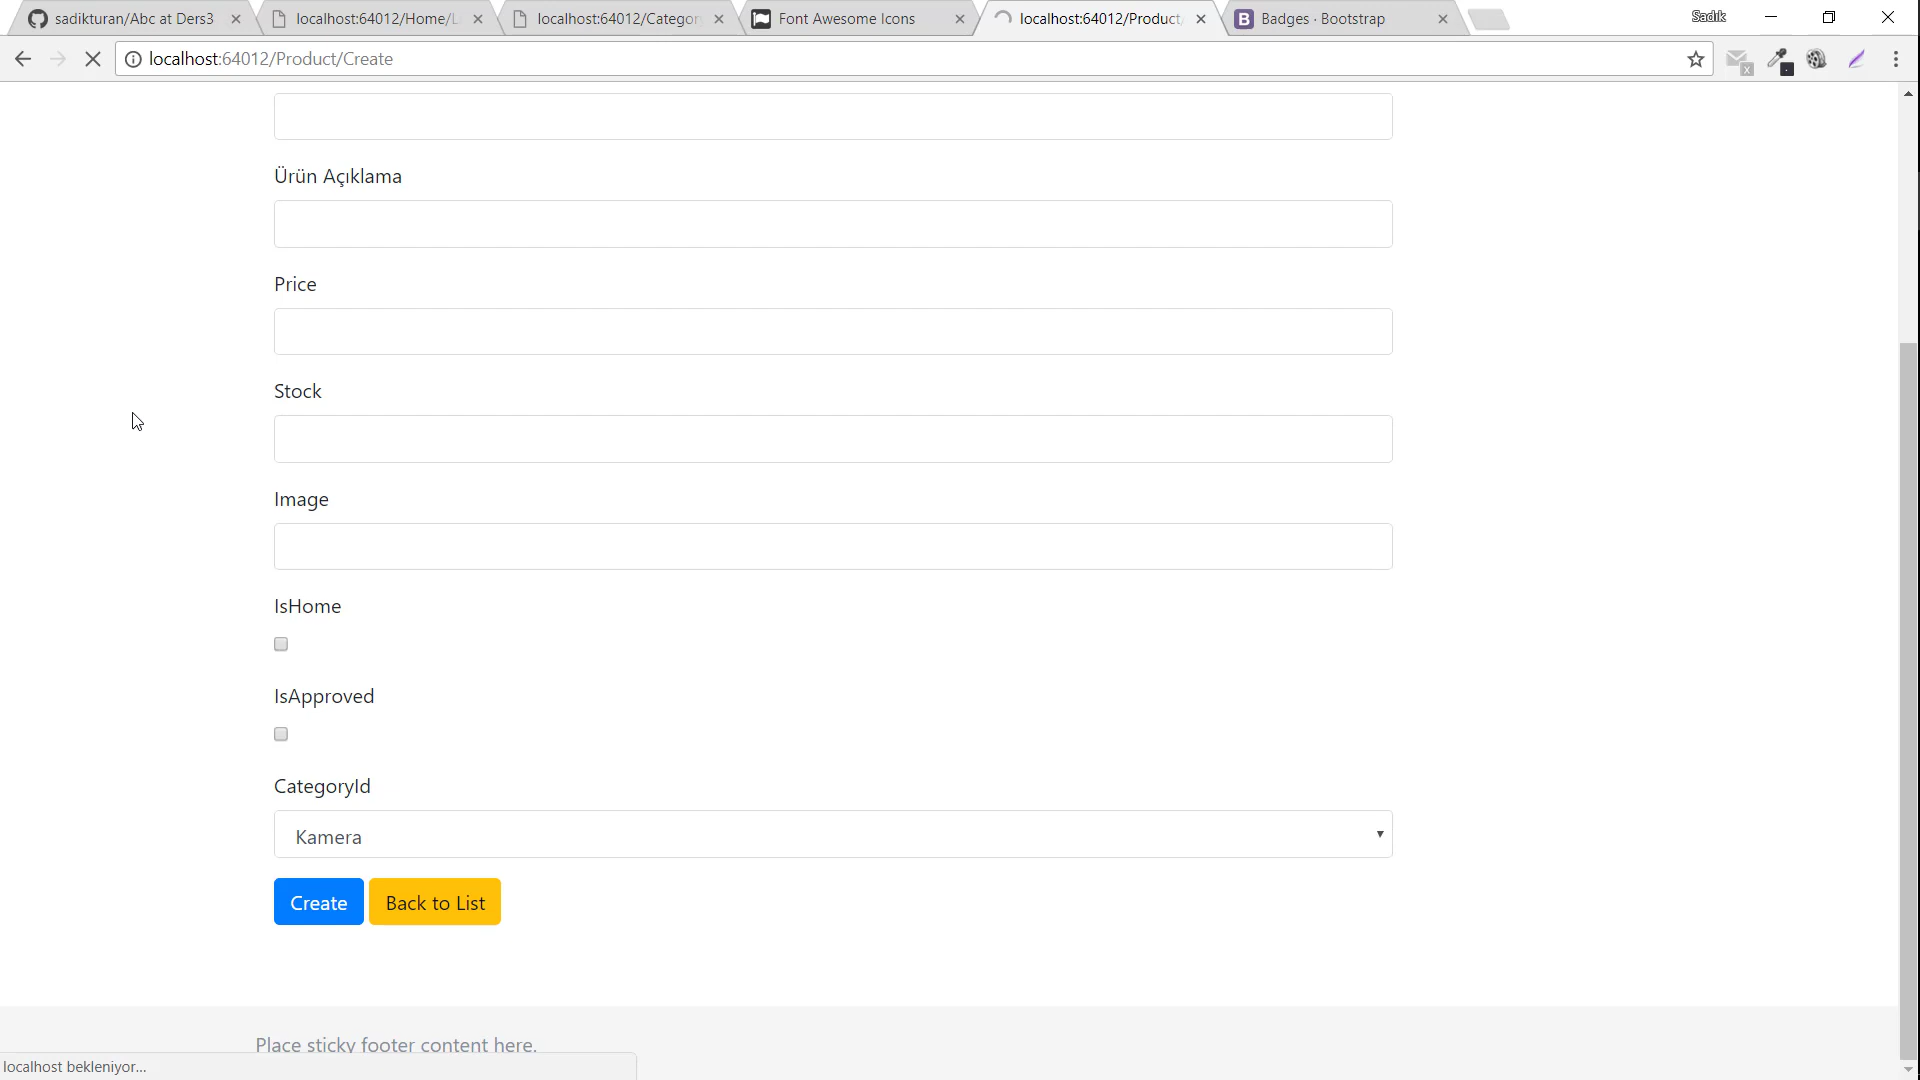 sadikturan/Abc at Ders3
localhost:64012/Home/L
localhost:64012/Categor
Font Awesome Icons
localhost:64012/Product/
Badges · Bootstrap
Sadık
localhost:64012/Product/Create
Ürün Açıklama
Price
Stock
Image
IsHome
IsApproved
CategoryId
Kamera
Create
Back to List
Place sticky footer content here.
localhost bekleniyor...